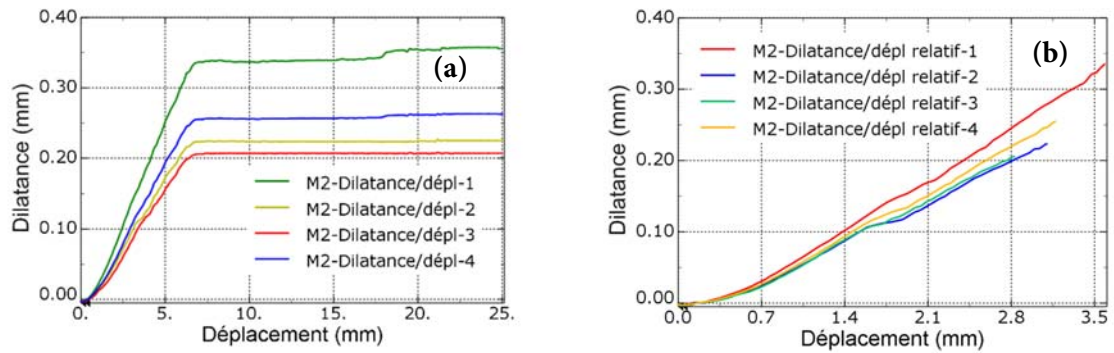 0.40
0.30
0.20
0.10
0.00
Dilatance (mm)
(a)
M2-Dilatance/dépl-1
M2-Dilatance/dépl-2
M2-Dilatance/dépl-3
M2-Dilatance/dépl-4
0. 5. 10. 15. 20. 25.
Déplacement (mm)
0.40
0.30
0.20
0.10
0.00
Dilatance (mm)
(b)
M2-Dilatance/dépl relatif-1
M2-Dilatance/dépl relatif-2
M2-Dilatance/dépl relatif-3
M2-Dilatance/dépl relatif-4
0.0 0.7 1.4 2.1 2.8 3.5
Déplacement (mm)